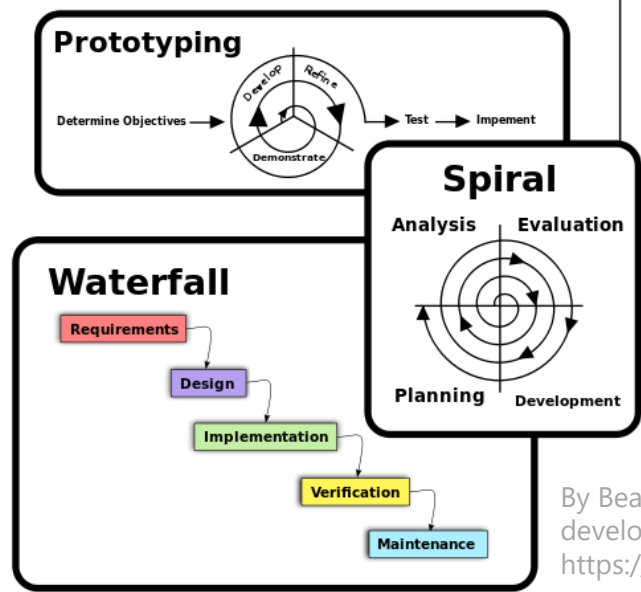 Prototyping
Develop
Refine
Demonstrate
Determine Objectives
Test
Impement
Spiral
Analysis
Evaluation
Planning
Development
Waterfall
Requirements
Design
Implementation
Verification
Maintenance
By Bea
develo
https:/